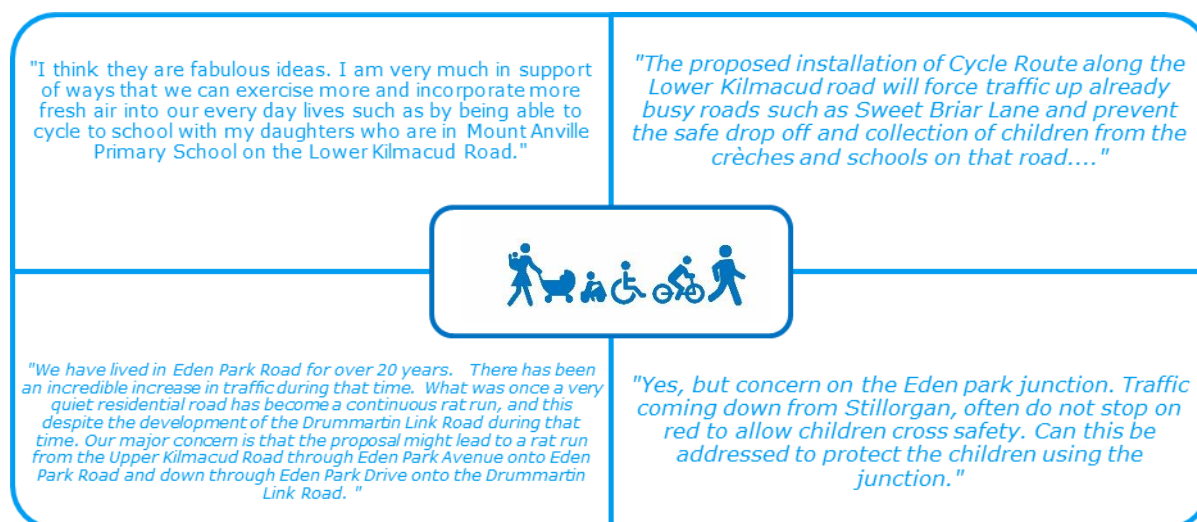 "I think they are fabulous ideas. I am very much in support
of ways that we can exercise more and incorporate more
fresh air into our every day lives such as by being able to
cycle to school with my daughters who are in Mount Anville
Primary School on the Lower Kilmacud Road."
"The proposed installation of Cycle Route along the
Lower Kilmacud road will force traffic up already
busy roads such as Sweet Briar Lane and prevent
the safe drop off and collection of children from the
crèches and schools on that road...."
"We have lived in Eden Park Road for over 20 years. There has been
an incredible increase in traffic during that time. What was once a very
quiet residential road has become a continuous rat run, and this
despite the development of the Drummartin Link Road during that
time. Our major concern is that the proposal might lead to a rat run
from the Upper Kilmacud Road through Eden Park Avenue onto Eden
Park Road and down through Eden Park Drive onto the Drummartin
Link Road. "
"Yes, but concern on the Eden park junction. Traffic
coming down from Stillorgan, often do not stop on
red to allow children cross safety. Can this be
addressed to protect the children using the
junction."